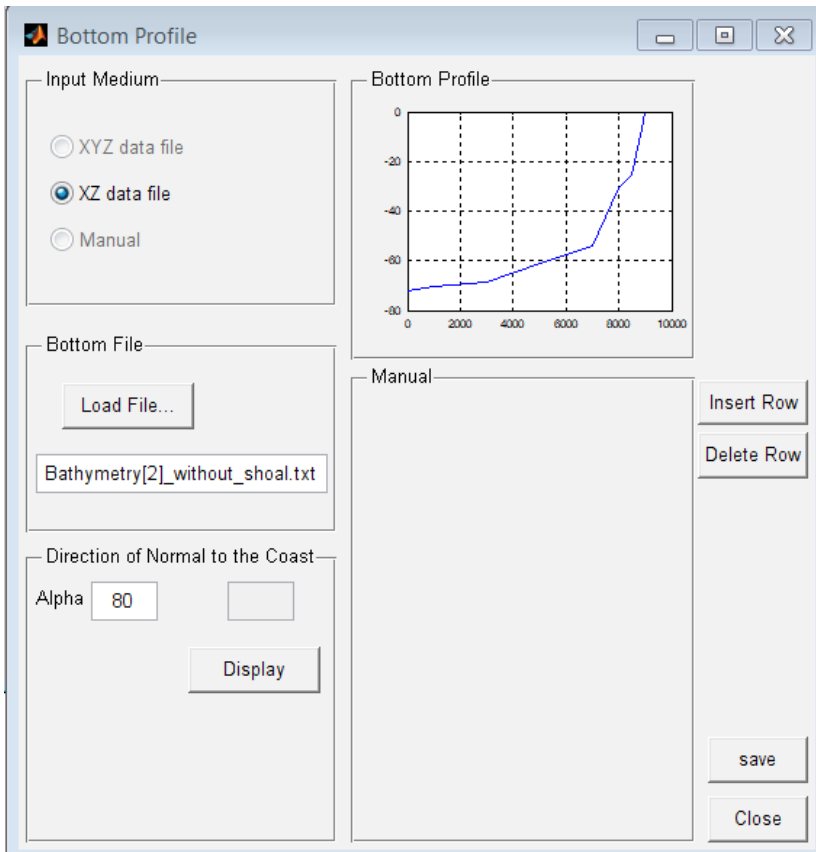 Bottom Profile
Input Medium
XYZ data file
XZ data file
Manual
Bottom File
Load File...
Bathymetry[2]_without_shoal.txt
Direction of Normal to the Coast
Alpha
80
Display
Bottom Profile
0
-20
-40
-60
-80
0 2000 4000 6000 8000 10000
Manual
Insert Row
Delete Row
save
Close